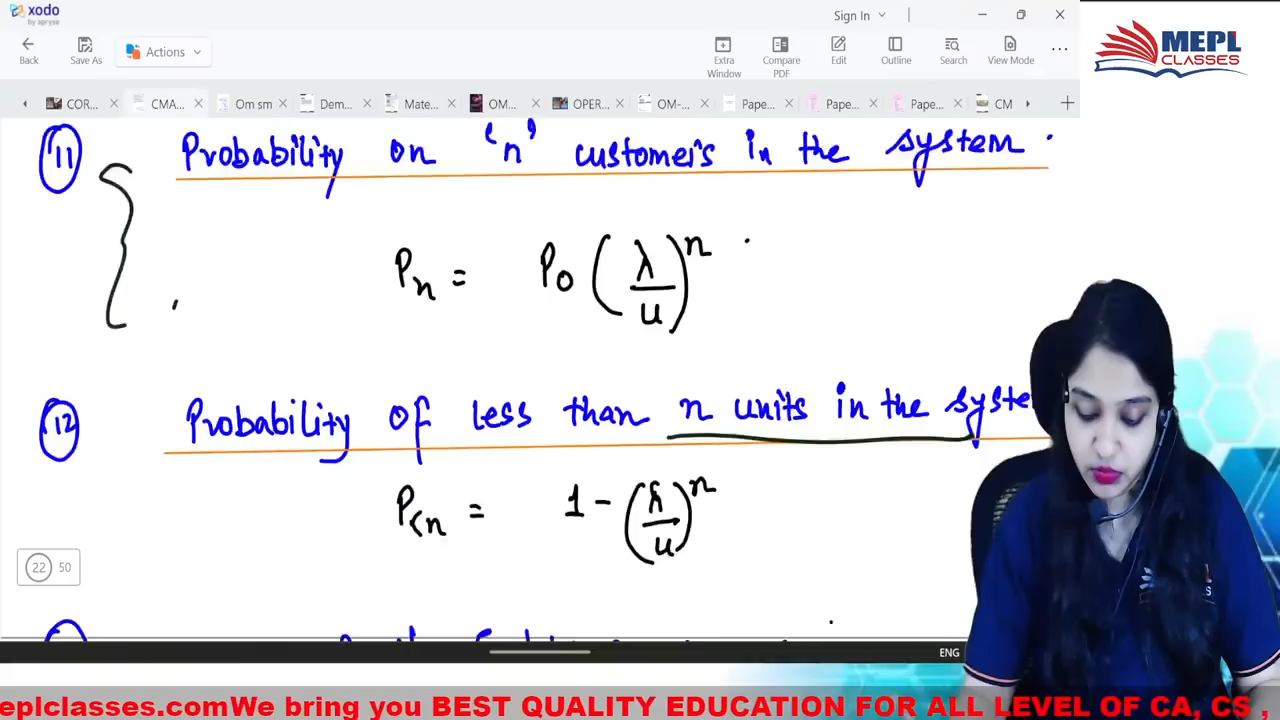 xodo
by apryse
Sign In
Back
Save As
Actions
Extra Window
Compare PDF
Edit
Outline
Search
View Mode
COR...
CMA...
Om sm
Dem...
Mate...
OM...
OPER...
OM-...
Pape...
Pape...
Pape...
CM
MEPL
CLASSES
11 Probability on 'n' customers in the system.
Pn = P0 (λ/u)^n
12 Probability of less than n units in the syste
P<n = 1 - (λ/u)^n
22 50
ENG
eplclasses.comWe bring you BEST QUALITY EDUCATION FOR ALL LEVEL OF CA, CS ,